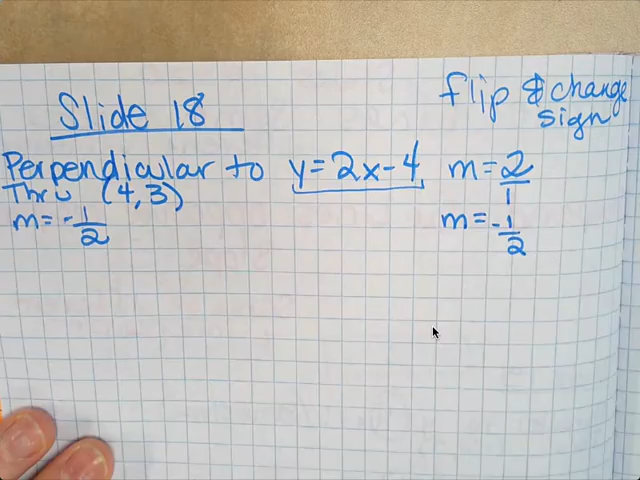 Slide 18
flip & change
sign
Perpendicular to y=2x-4 m=2/1
Thru (4,3)
m=-1/2 m=-1/2